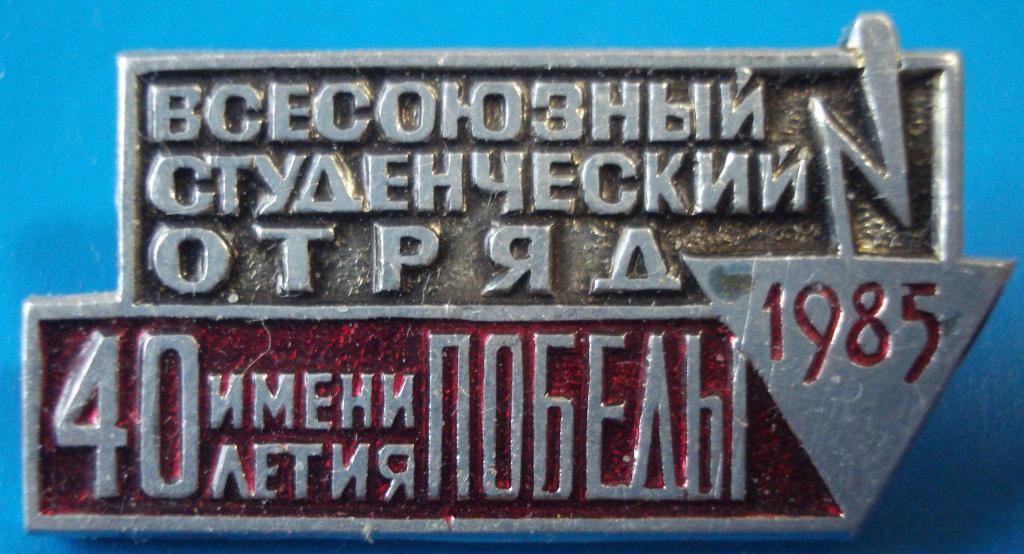 ВСЕСОЮЗНЫЙ
СТУДЕНЧЕСКИЙ
ОТРЯД
1985
40 ИМЕНИ
ЛЕТИЯ ПОБЕДЫ